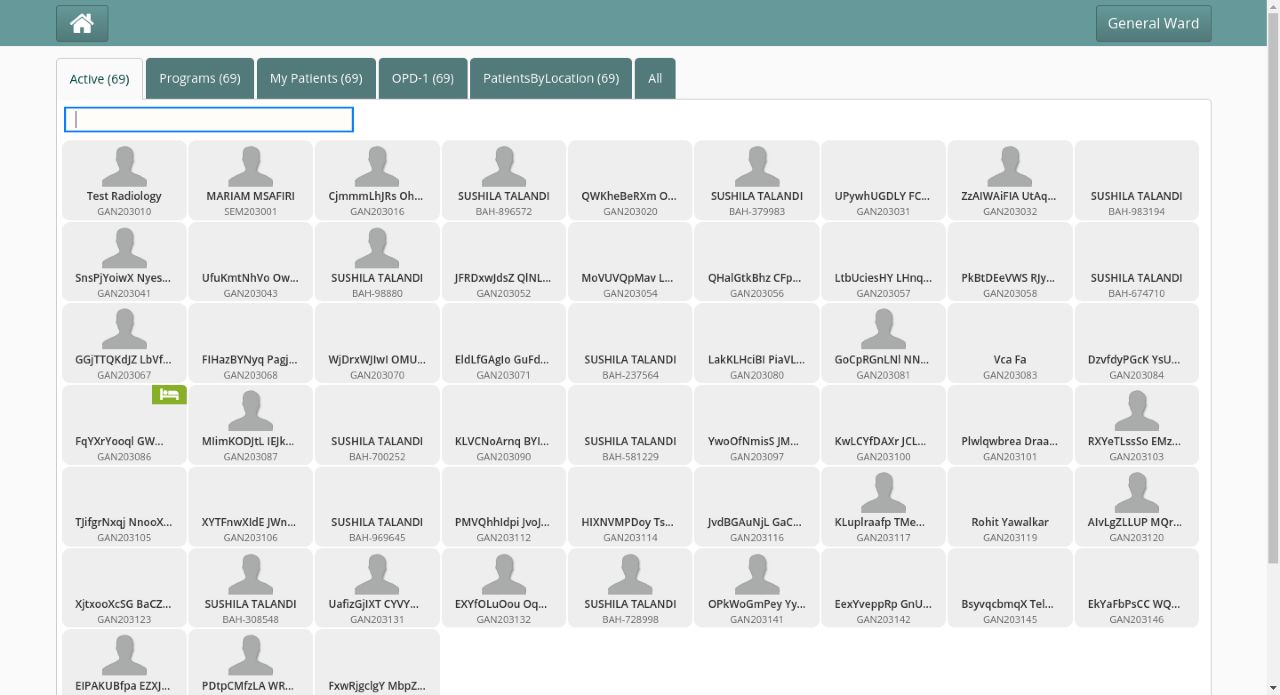 General Ward
Active (69) Programs (69) My Patients (69) OPD-1 (69) PatientsByLocation (69) All
Test Radiology MARIAM MSAFIRI CjmmmLhJRs Oh... SUSHILA TALANDI QWKheBeRXm O... SUSHILA TALANDI UPywhUGDLY FC... ZzAIWAiFIA UtAq... SUSHILA TALANDI
GAN203010 SEM203001 GAN203016 BAH-896572 GAN203020 BAH-379983 GAN203031 GAN203032 BAH-983194
SnsPjYoiwX Nyes... UfuKmtNhVo Ow... SUSHILA TALANDI JFRDxwJdsZ QlNL... MoVUVQpMav L... QHalGtkBhz CFp... LtbUciesHY LHnq... PkBtDEeVWS RJy... SUSHILA TALANDI
GAN203041 GAN203043 BAH-98880 GAN203052 GAN203054 GAN203056 GAN203057 GAN203058 BAH-674710
GGjTTQKdJZ LbVf... FIHazBYNyq Pagj... WjDrxWJIwI OMU... EldLfGAgIo GuFd... SUSHILA TALANDI LakKLHciBI PiaVL... GoCpRGnLNl NN... Vca Fa DzvfdyPGcK YsU...
GAN203067 GAN203068 GAN203070 GAN203071 BAH-237564 GAN203080 GAN203081 GAN203083 GAN203084
FqYXrYooql GW... MIimKODJtL IEJk... SUSHILA TALANDI KLVCNoArnq BYI... SUSHILA TALANDI YwoOfNmisS JM... KwLCYfDAXr JCL... Plwlqwbrea Draa... RXYeTLssSo EMz...
GAN203086 GAN203087 BAH-700252 GAN203090 BAH-581229 GAN203097 GAN203100 GAN203101 GAN203103
TJifgrNxqj NnooX... XYTFnwXIdE JWn... SUSHILA TALANDI PMVQhhIdpi JvoJ... HIXNVMPDoy Ts... JvdBGAuNjL GaC... KLuplraafp TMe... Rohit Yawalkar AIvLgZLLUP MQr...
GAN203105 GAN203106 BAH-969645 GAN203112 GAN203114 GAN203116 GAN203117 GAN203119 GAN203120
XjtxooXcSG BaCZ... SUSHILA TALANDI UafizGjIXT CYVY... EXYfOLuOou Oq... SUSHILA TALANDI OPkWoGmPey Yy... EexYveppRp GnU... BsyvqcbmqX Tel... EkYaFbPsCC WQ...
GAN203123 BAH-308548 GAN203131 GAN203132 BAH-728998 GAN203141 GAN203142 GAN203145 GAN203146
EIPAKUBfpa EZXJ... PDtpCMfzLA WR... FxwRjgclgY MbpZ...